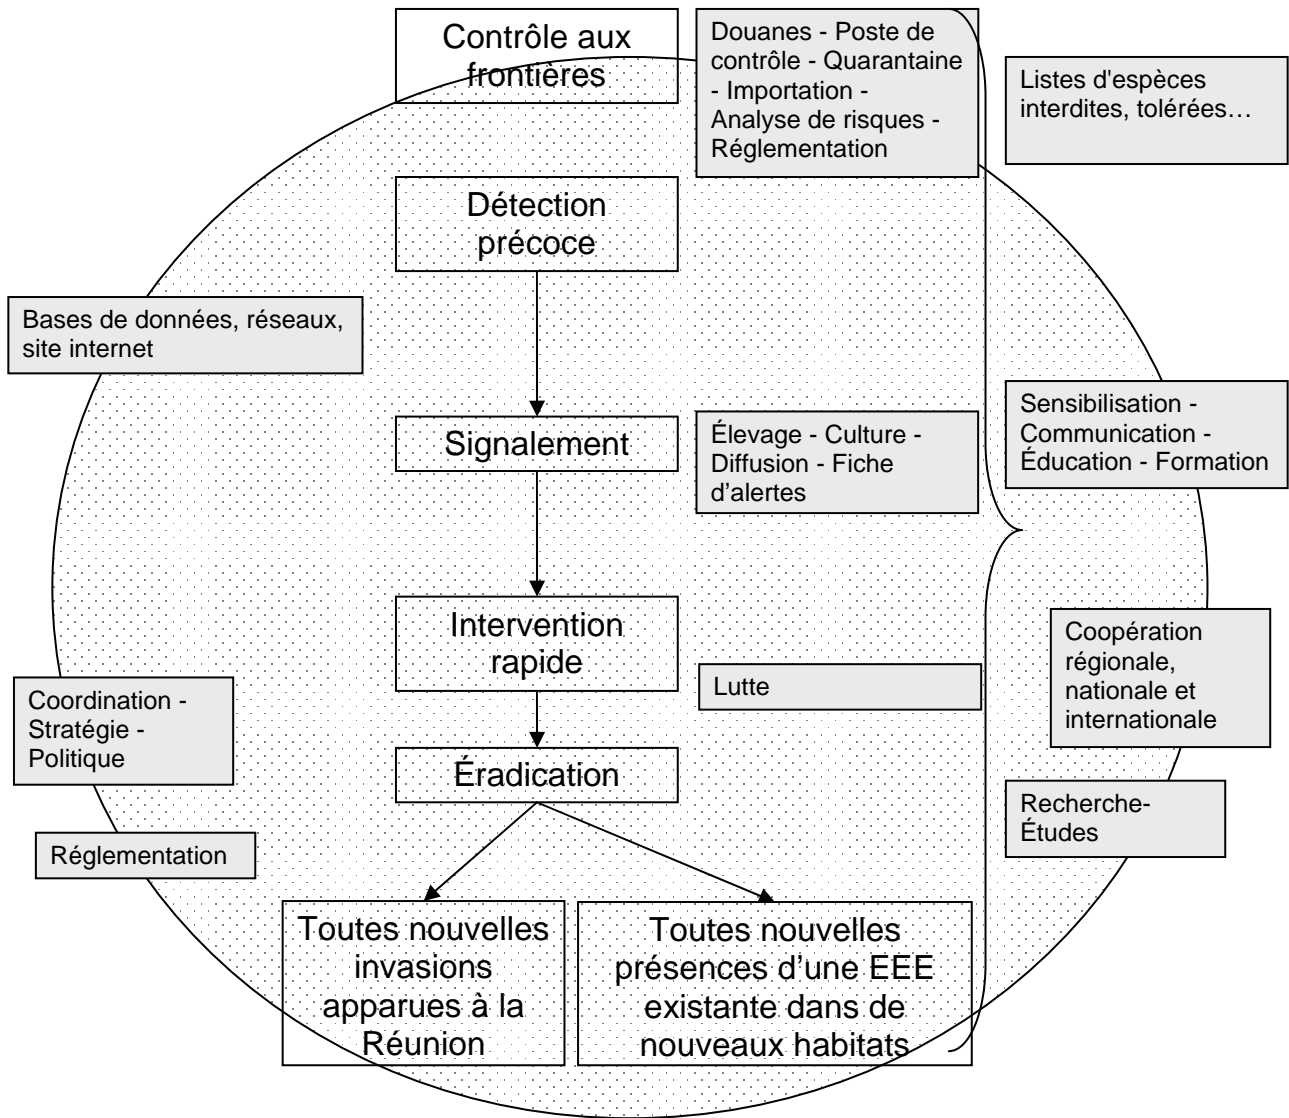 Contrôle aux
frontières
Douanes - Poste de
contrôle - Quarantaine
- Importation -
Analyse de risques -
Réglementation
Listes d'espèces
interdites, tolérées…
Détection
précoce
Bases de données, réseaux,
site internet
Signalement
Élevage - Culture -
Diffusion - Fiche
d’alertes
Sensibilisation -
Communication -
Éducation - Formation
Intervention
rapide
Lutte
Coopération
régionale,
nationale et
internationale
Coordination -
Stratégie -
Politique
Éradication
Recherche-
Études
Réglementation
Toutes nouvelles
invasions
apparues à la
Réunion
Toutes nouvelles
présences d’une EEE
existante dans de
nouveaux habitats